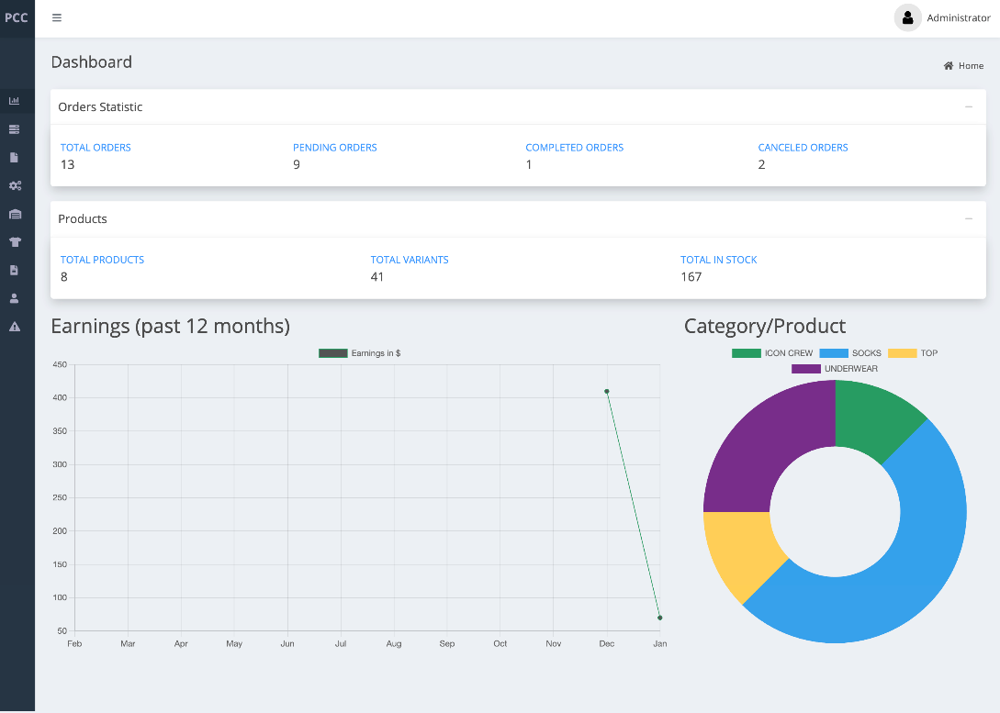 PCC
Administrator
Dashboard
Home
Orders Statistic
TOTAL ORDERS PENDING ORDERS COMPLETED ORDERS CANCELED ORDERS
13 9 1 2
Products
TOTAL PRODUCTS TOTAL VARIANTS TOTAL IN STOCK
8 41 167
Earnings (past 12 months)
Earnings in $
450
400
350
300
250
200
150
100
50
Feb Mar Apr May Jun Jul Aug Sep Oct Nov Dec Jan
Category/Product
ICON CREW SOCKS TOP
UNDERWEAR